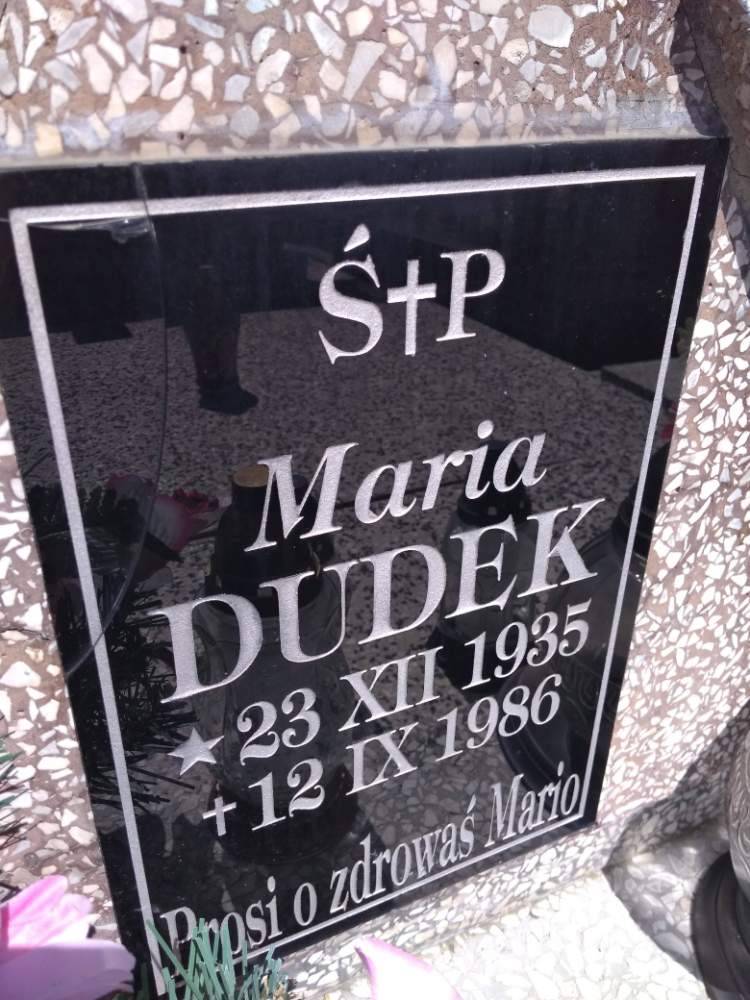 Ś†P
Maria
DUDEK
★ 23 XII 1935
+ 12 IX 1986
Prosi o zdrowaś Mario